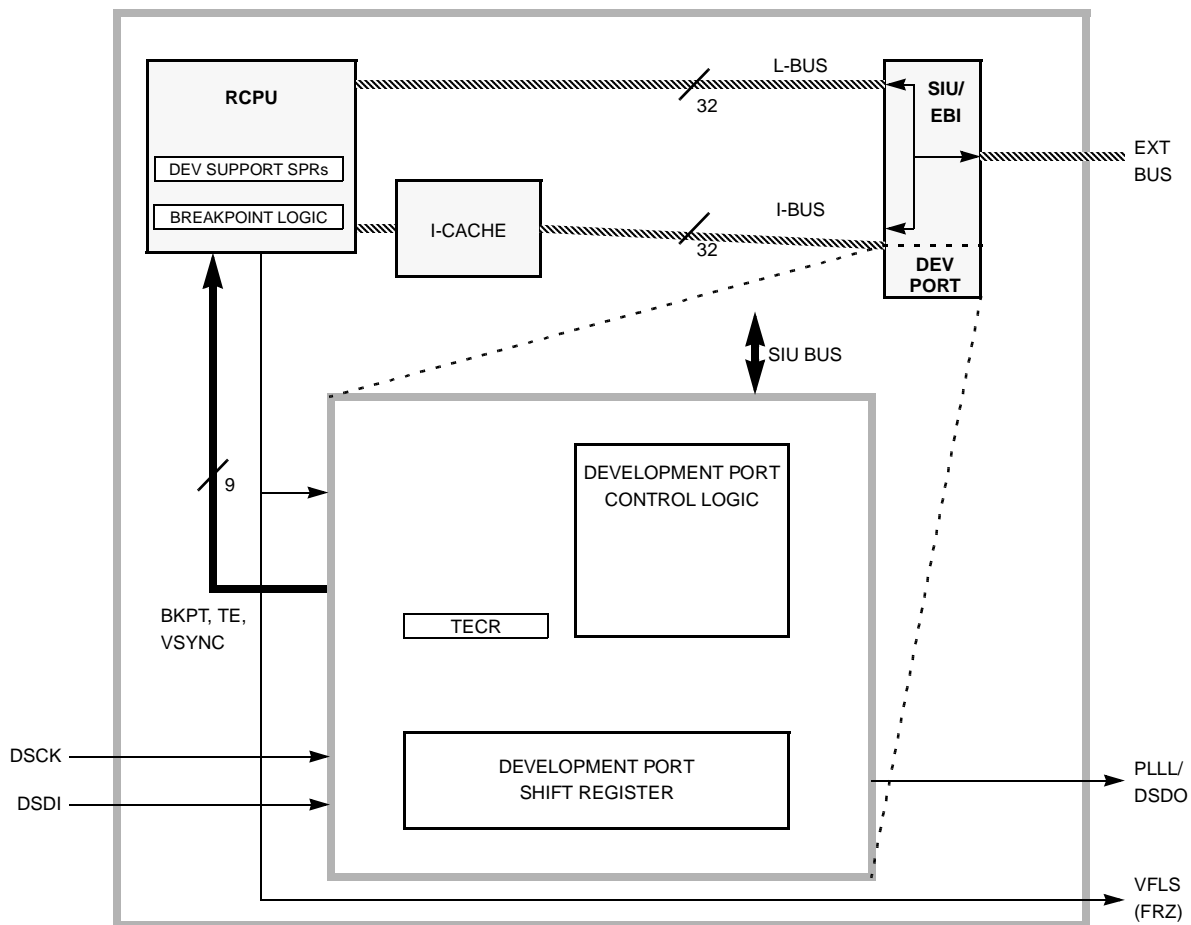 L-BUS
RCPU
SIU/
EBI
32
EXT
BUS
DEV SUPPORT SPRs
BREAKPOINT LOGIC
I-CACHE
I-BUS
32
DEV
PORT
SIU BUS
DEVELOPMENT PORT
CONTROL LOGIC
9
BKPT, TE,
VSYNC
TECR
DSCK
DSDI
DEVELOPMENT PORT
SHIFT REGISTER
PLLL/
DSDO
VFLS
(FRZ)